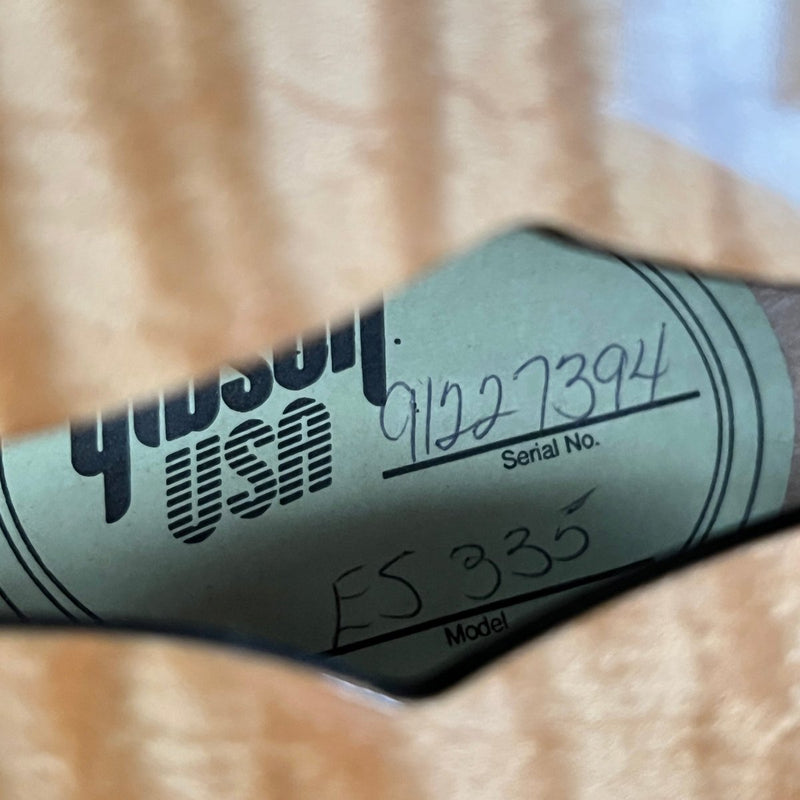 Gibson
USA
91227394
Serial No.
ES 335
Model